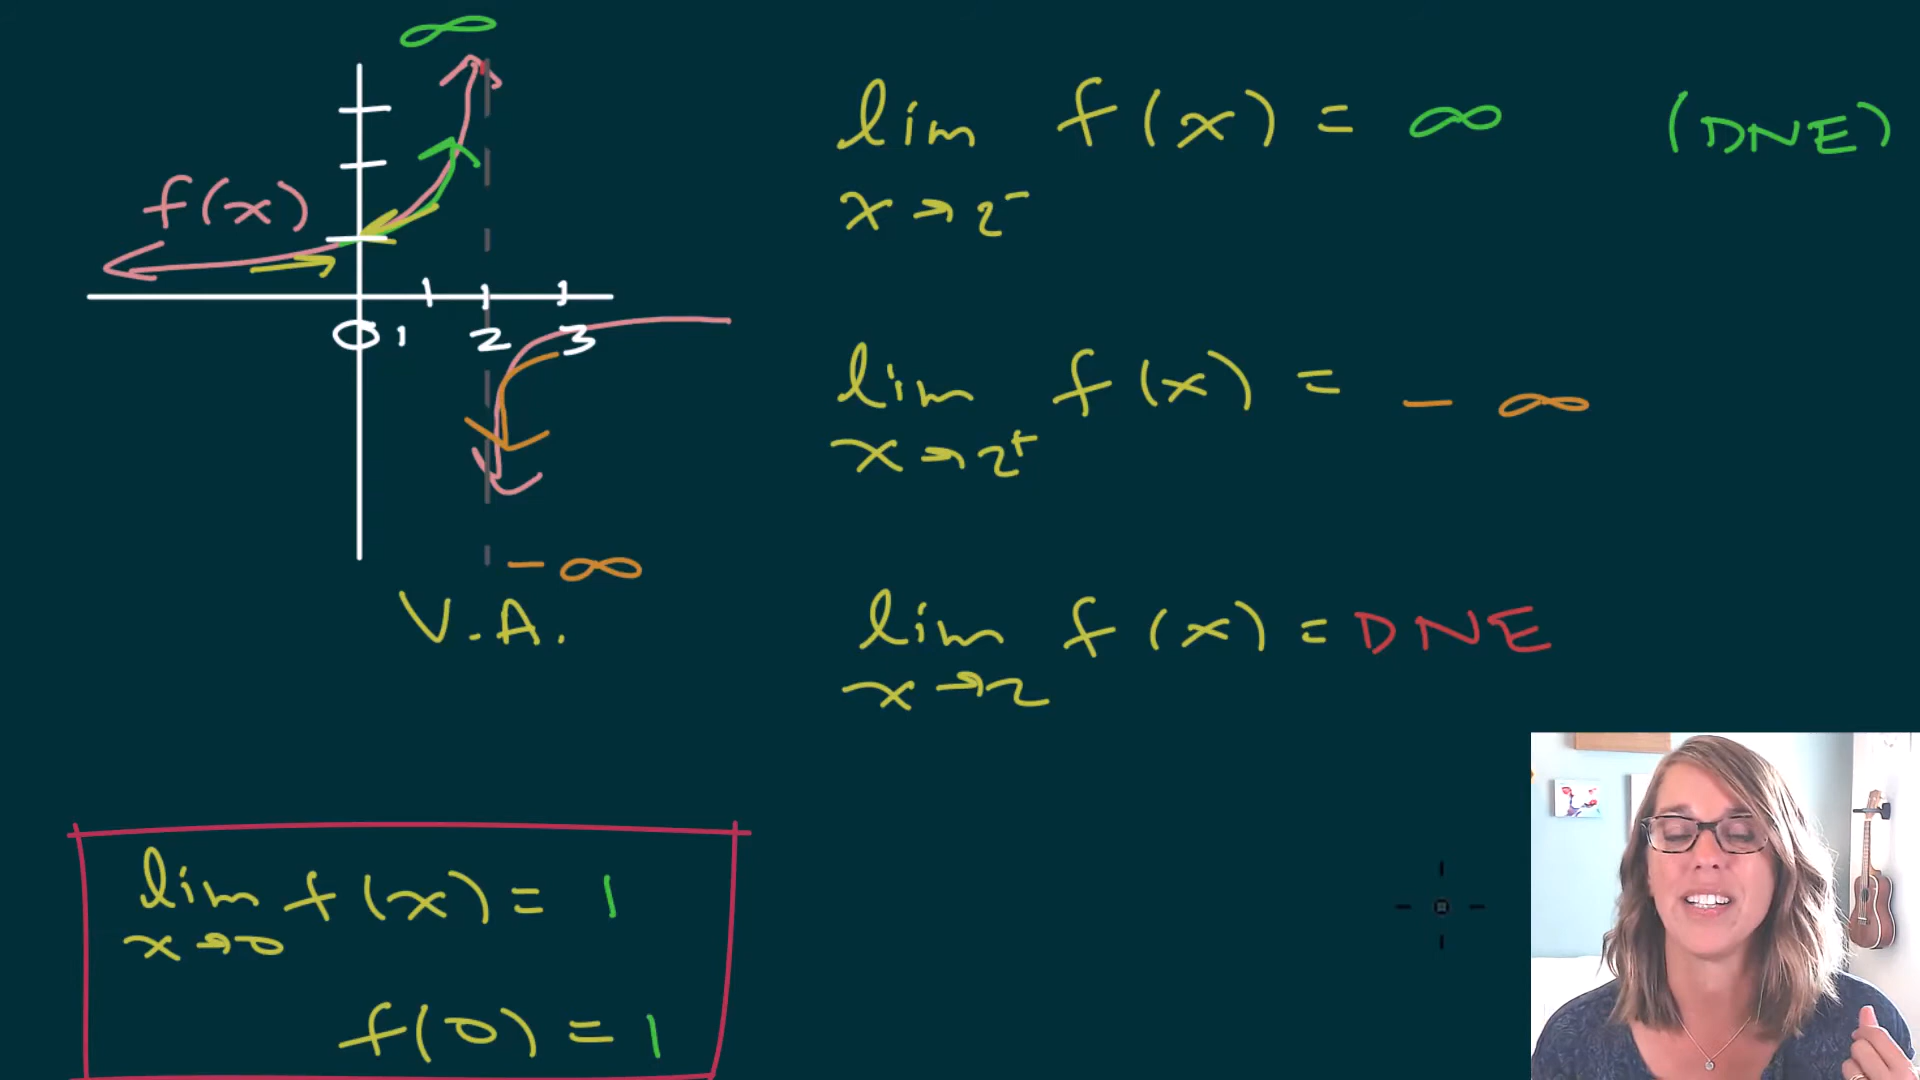 ∞
lim f(x) = ∞ (DNE)
x→2⁻
f(x)
0 1 2 3
lim f(x) = - ∞
x→2⁺
- ∞
V.A.
lim f(x) = DNE
x→2
lim f(x) = 1
x→0
f(0) = 1